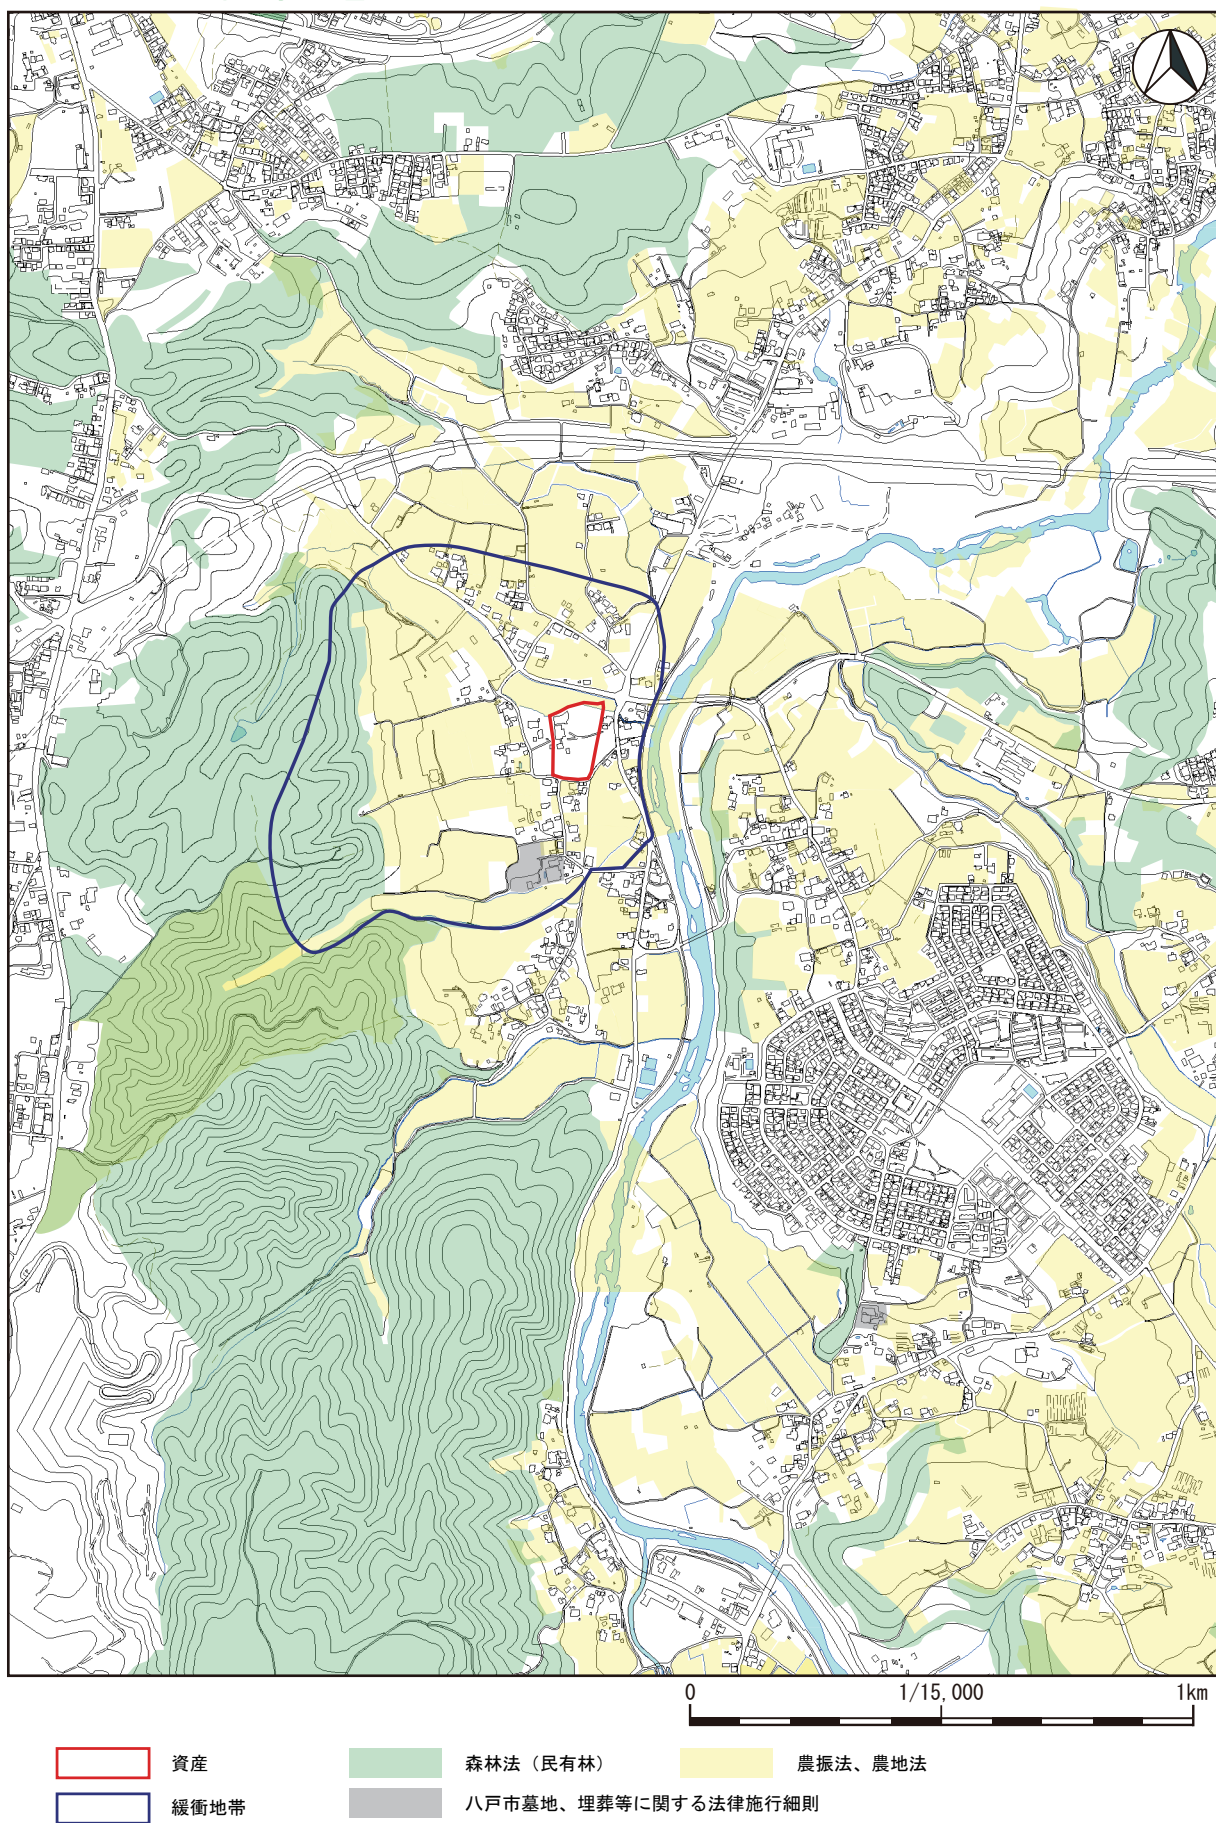 0 1/15,000 1km
資産 森林法（民有林） 農振法、農地法
緩衝地帯 八戸市墓地、埋葬等に関する法律施行細則